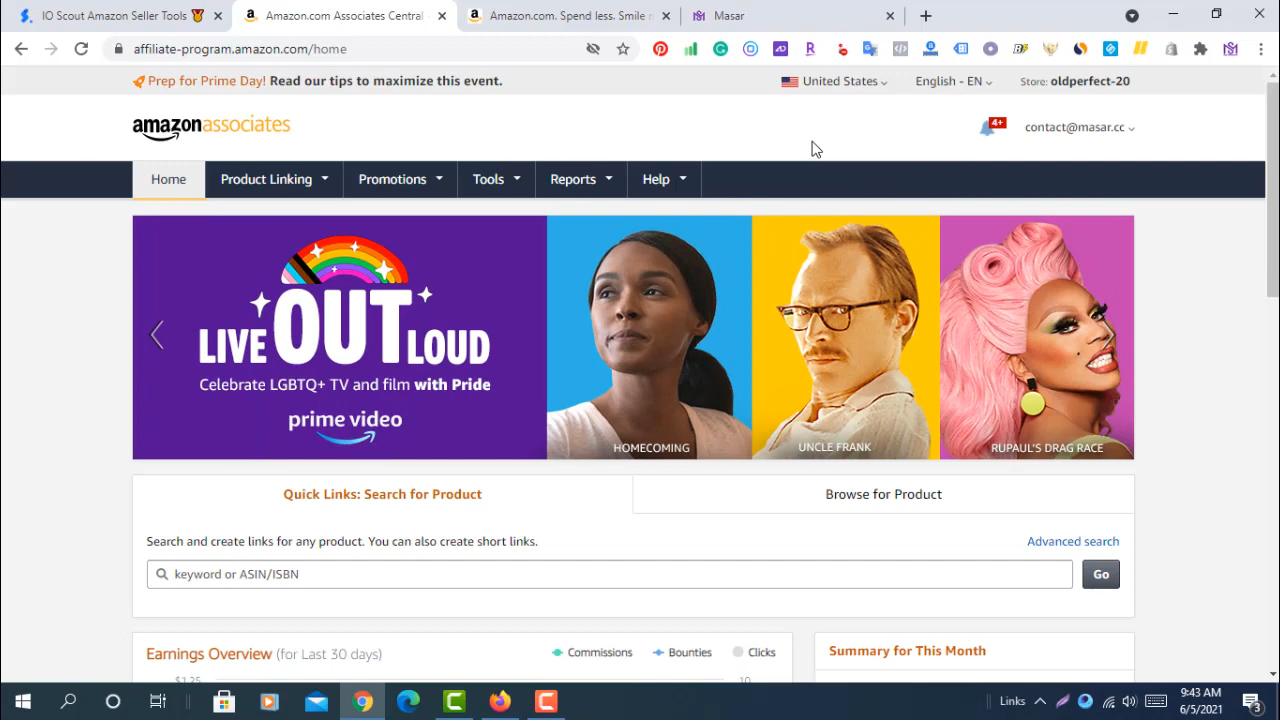 IO Scout Amazon Seller Tools
Amazon.com Associates Central
Amazon.com. Spend less. Smile m
Masar
affiliate-program.amazon.com/home
Prep for Prime Day! Read our tips to maximize this event.
United States
English - EN
Store: oldperfect-20
amazonassociates
4+
contact@masar.cc
Home
Product Linking
Promotions
Tools
Reports
Help
LIVE OUT LOUD
Celebrate LGBTQ+ TV and film with Pride
prime video
HOMECOMING
UNCLE FRANK
RUPAUL'S DRAG RACE
Quick Links: Search for Product
Browse for Product
Search and create links for any product. You can also create short links.
Advanced search
keyword or ASIN/ISBN
Go
Earnings Overview (for Last 30 days)
Commissions
Bounties
Clicks
Summary for This Month
$1.25
10
Links
9:43 AM
6/5/2021
3